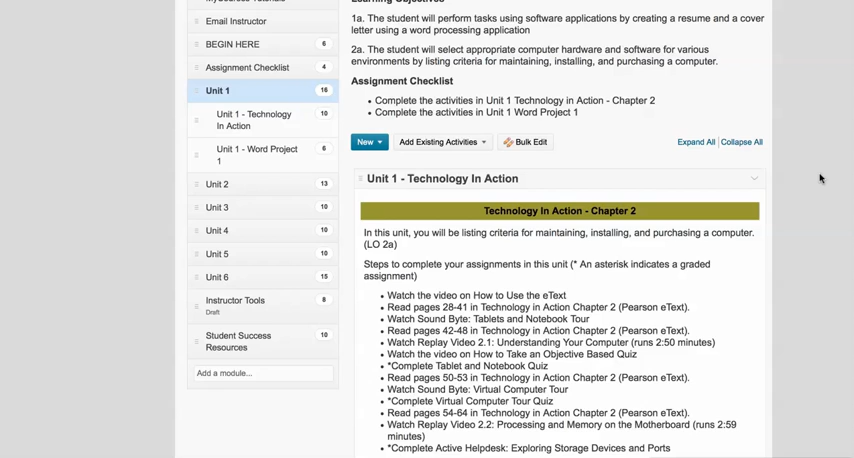 Email Instructor
BEGIN HERE 6
Assignment Checklist 4
Unit 1 16
Unit 1 - Technology 10
In Action
Unit 1 - Word Project 6
1
Unit 2 13
Unit 3 10
Unit 4 10
Unit 5 10
Unit 6 15
Instructor Tools 8
Draft
Student Success 10
Resources
Add a module...
Learning Objectives
1a. The student will perform tasks using software applications by creating a resume and a cover
letter using a word processing application
2a. The student will select appropriate computer hardware and software for various
environments by listing criteria for maintaining, installing, and purchasing a computer.
Assignment Checklist
• Complete the activities in Unit 1 Technology in Action - Chapter 2
• Complete the activities in Unit 1 Word Project 1
New Add Existing Activities Bulk Edit Expand All | Collapse All
Unit 1 - Technology In Action
Technology In Action - Chapter 2
In this unit, you will be listing criteria for maintaining, installing, and purchasing a computer.
(LO 2a)
Steps to complete your assignments in this unit (* An asterisk indicates a graded
assignment)
• Watch the video on How to Use the eText
• Read pages 28-41 in Technology in Action Chapter 2 (Pearson eText).
• Watch Sound Byte: Tablets and Notebook Tour
• Read pages 42-48 in Technology in Action Chapter 2 (Pearson eText).
• Watch Replay Video 2.1: Understanding Your Computer (runs 2:50 minutes)
• Watch the video on How to Take an Objective Based Quiz
• *Complete Tablet and Notebook Quiz
• Read pages 50-53 in Technology in Action Chapter 2 (Pearson eText).
• Watch Sound Byte: Virtual Computer Tour
• *Complete Virtual Computer Tour Quiz
• Read pages 54-64 in Technology in Action Chapter 2 (Pearson eText).
• Watch Replay Video 2.2: Processing and Memory on the Motherboard (runs 2:59
minutes)
• *Complete Active Helpdesk: Exploring Storage Devices and Ports